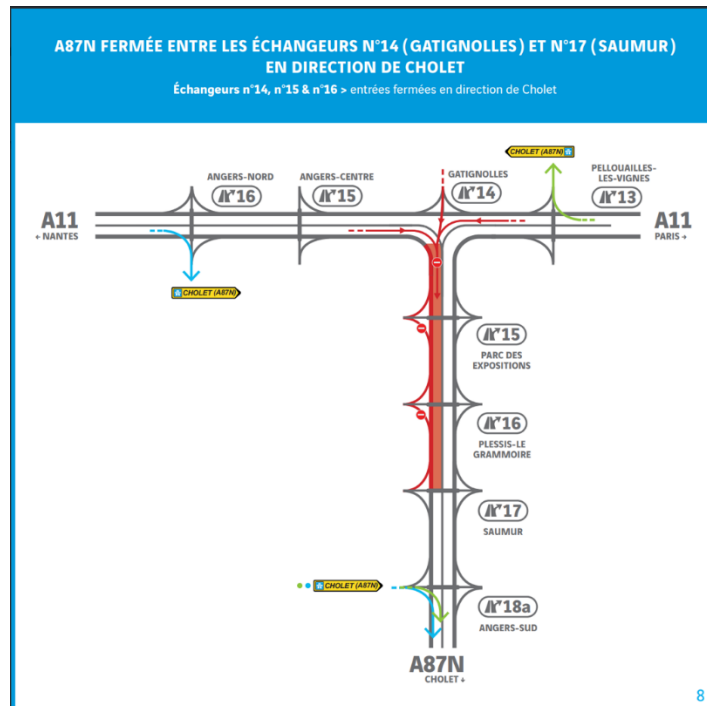 A87N FERMÉE ENTRE LES ÉCHANGEURS N°14 (GATIGNOLLES) ET N°17 (SAUMUR)
EN DIRECTION DE CHOLET
Échangeurs n°14, n°15 & n°16 > entrées fermées en direction de Cholet
CHOLET (A87N)
ANGERS-NORD
16
ANGERS-CENTRE
15
GATIGNOLLES
14
PELLOUAILLES-
LES-VIGNES
13
A11
← NANTES
A11
PARIS →
CHOLET (A87N)
15
PARC DES
EXPOSITIONS
16
PLESSIS-LE
GRAMMOIRE
17
SAUMUR
CHOLET (A87N)
18a
ANGERS-SUD
A87N
CHOLET ↓
8